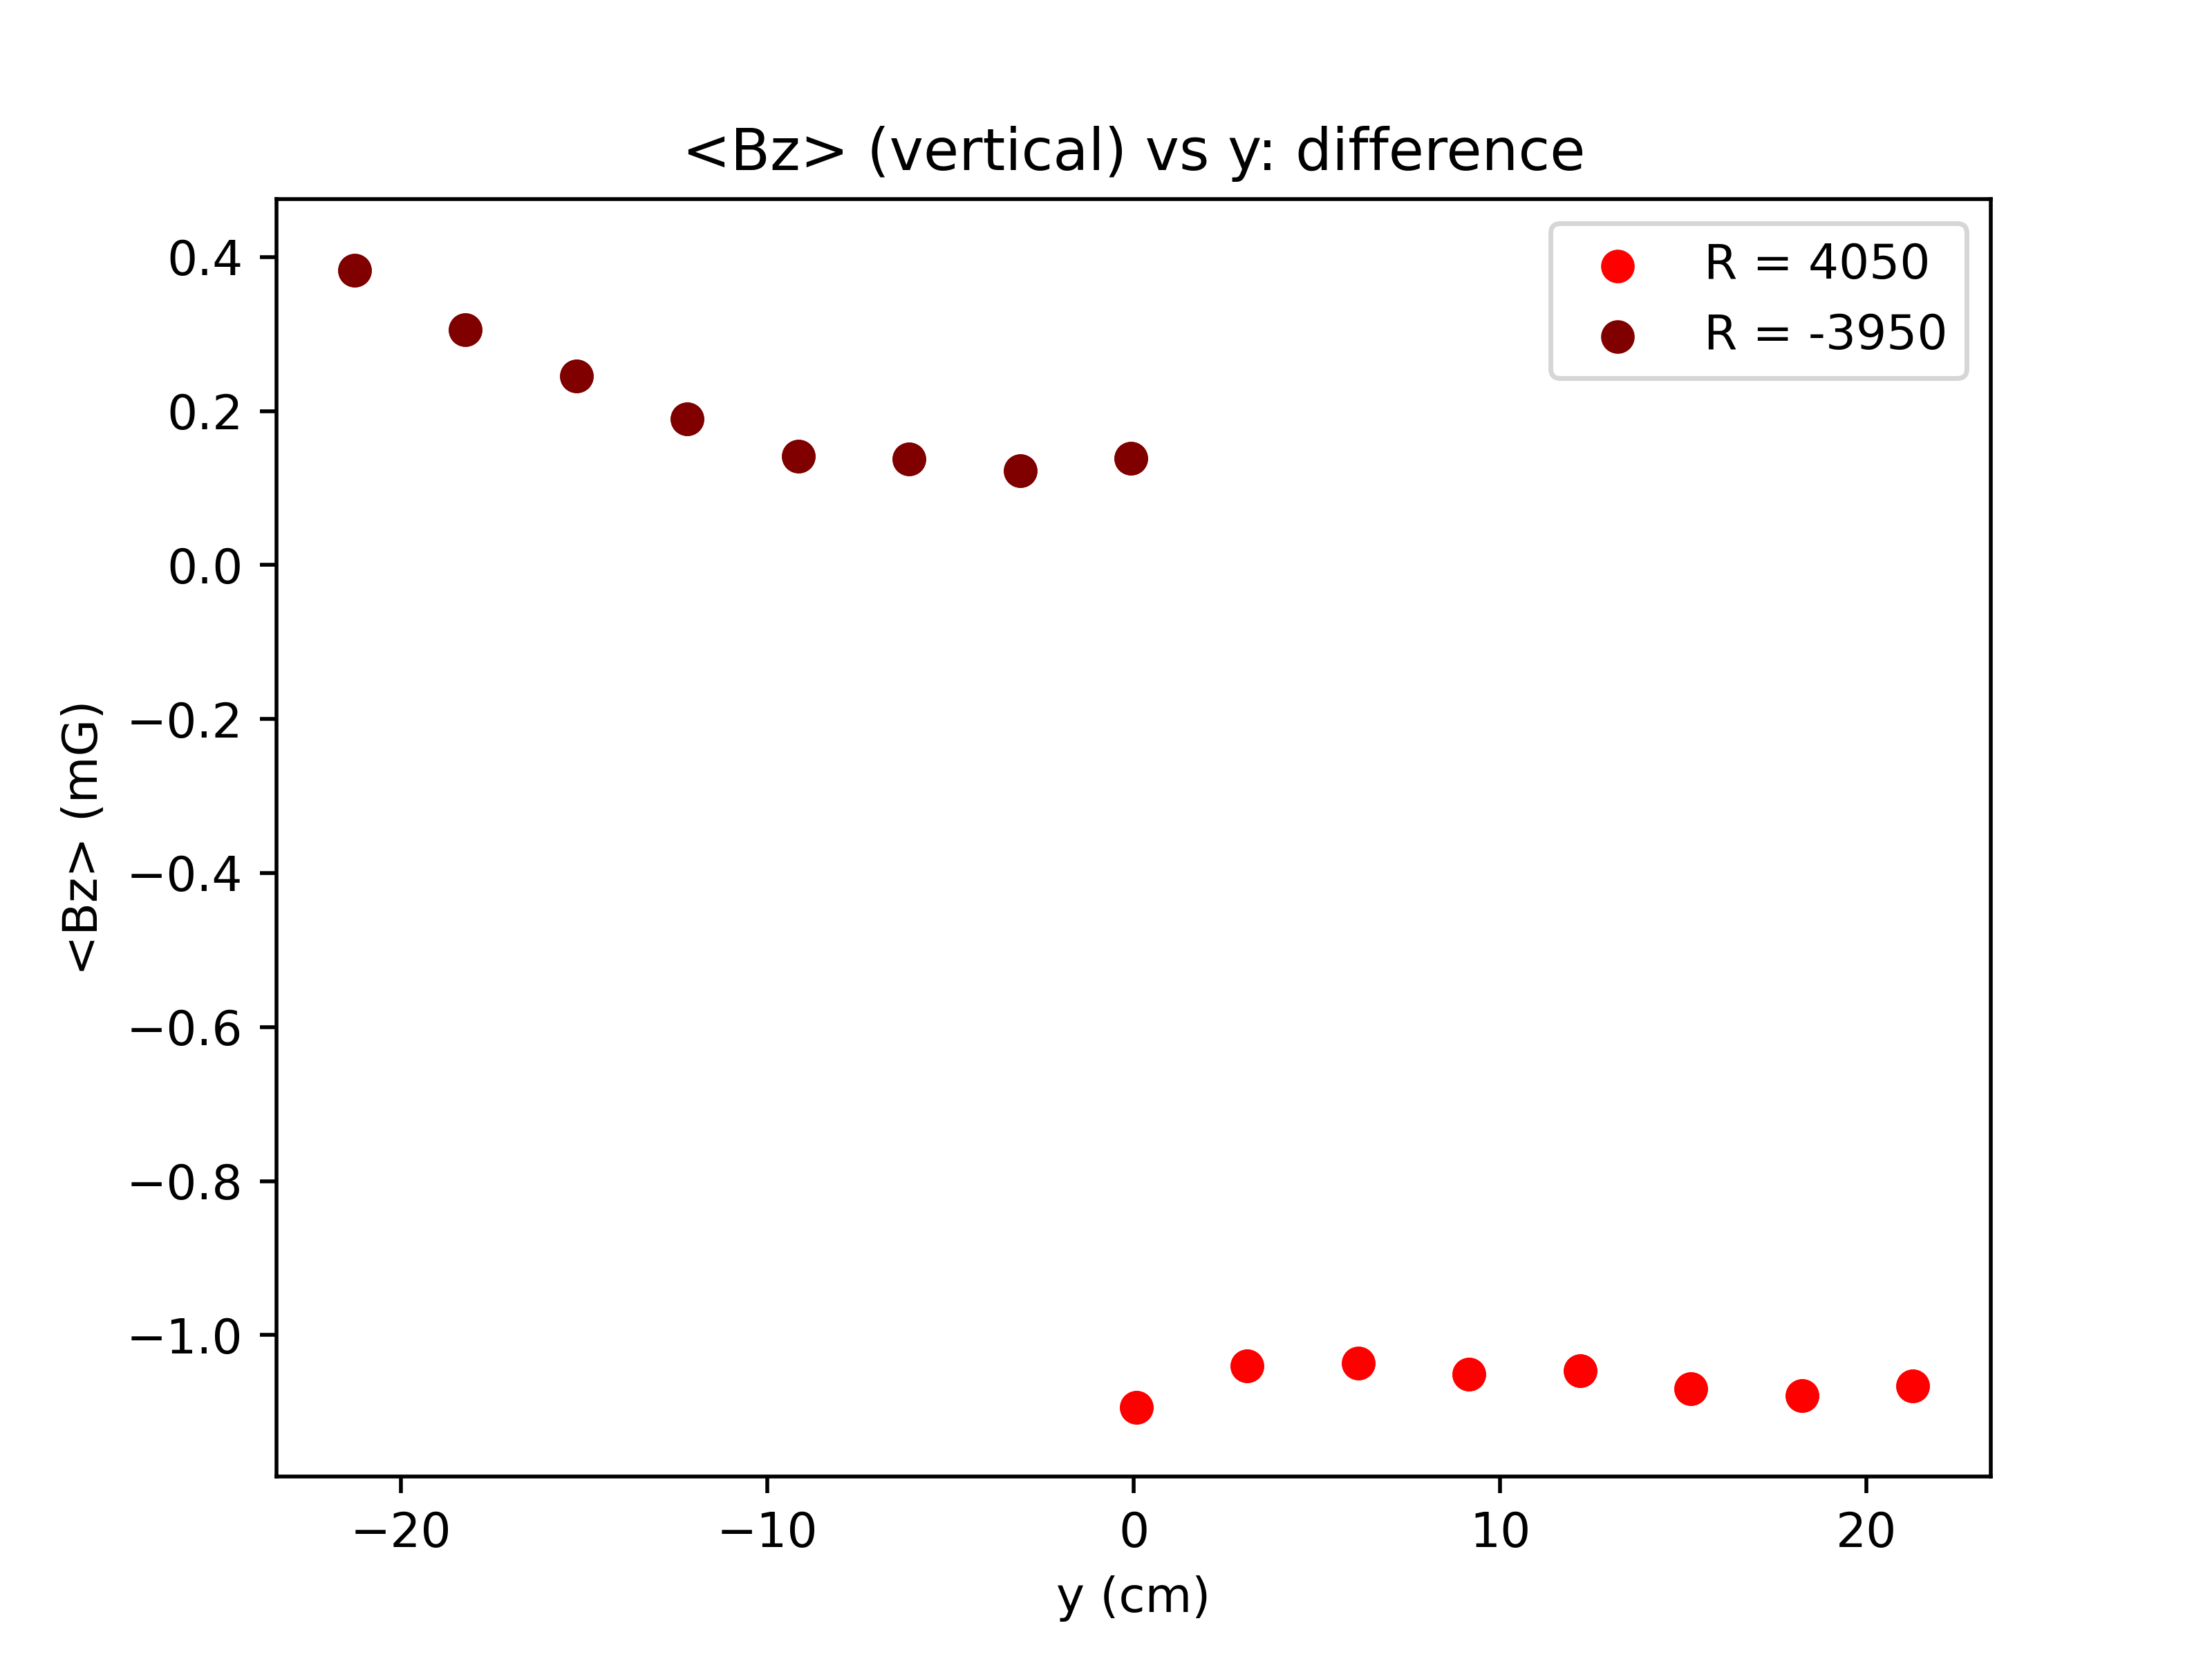 <Bz> (vertical) vs y: difference
R = 4050
R = -3950
0.4
0.2
0.0
−0.2
−0.4
−0.6
−0.8
−1.0
<Bz> (mG)
−20
−10
0
10
20
y (cm)